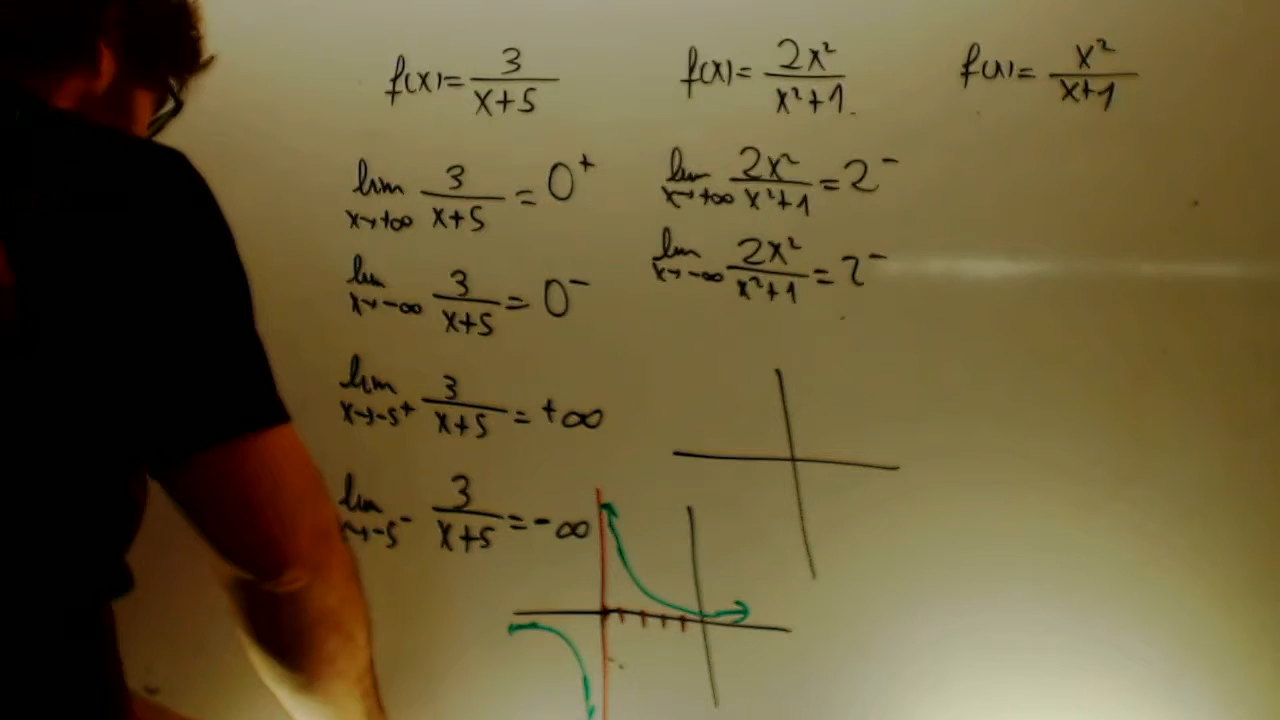 f(x) = 3/(x+5)
f(x) = 2x²/(x²+1)
f(x) = x²/(x+1)
lim x→+∞ 3/(x+5) = 0⁺
lim x→-∞ 3/(x+5) = 0⁻
lim x→-5⁺ 3/(x+5) = +∞
lim x→-5⁻ 3/(x+5) = -∞
lim x→+∞ 2x²/(x²+1) = 2⁻
lim x→-∞ 2x²/(x²+1) = 2⁻